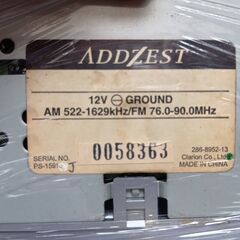 ADDZEST
12V ⊖ GROUND
AM 522-1629kHz/FM 76.0-90.0MHz
286-8952-13
SERIAL NO.
Clarion Co., Ltd.
PS-1591
J
0058363
MADE IN CHINA